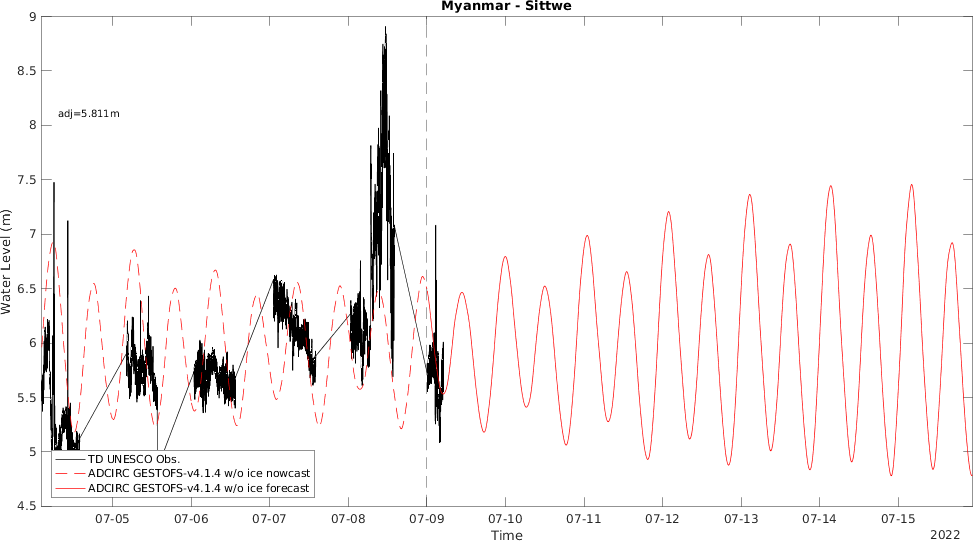 Myanmar - Sittwe
9
8.5
8
7.5
7
6.5
6
5.5
5
4.5
Water Level (m)
adj=5.811m
TD UNESCO Obs.
ADCIRC GESTOFS-v4.1.4 w/o ice nowcast
ADCIRC GESTOFS-v4.1.4 w/o ice forecast
07-05 07-06 07-07 07-08 07-09 07-10 07-11 07-12 07-13 07-14 07-15
Time
2022